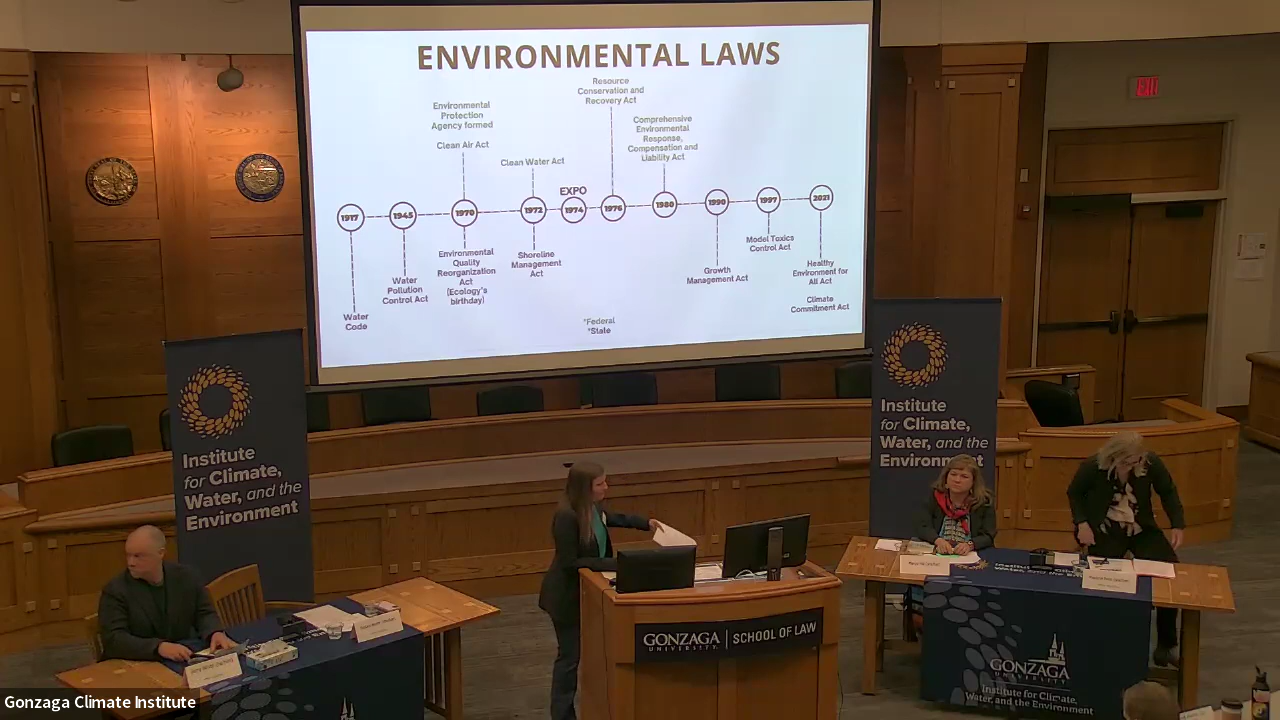 ENVIRONMENTAL LAWS
Resource
Conservation and
Recovery Act
Environmental
Protection
Agency formed
Clean Air Act
Comprehensive
Environmental
Response,
Compensation and
Liability Act
Clean Water Act
EXPO
1917
1945
1970
1972
1974
1976
1980
1990
1997
2021
Water
Code
Water
Pollution
Control Act
Environmental
Quality
Reorganization
Act
(Ecology's
birthday)
Shoreline
Management
Act
Growth
Management Act
Model Toxics
Control Act
Healthy
Environment for
All Act
Climate
Commitment Act
*Federal
*State
Institute
for Climate,
Water, and the
Environment
Institute
for Climate,
Water, and the
Environment
GONZAGA
UNIVERSITY
SCHOOL OF LAW
GONZAGA
UNIVERSITY
Institute for Climate,
Water, and the Environment
Gonzaga Climate Institute